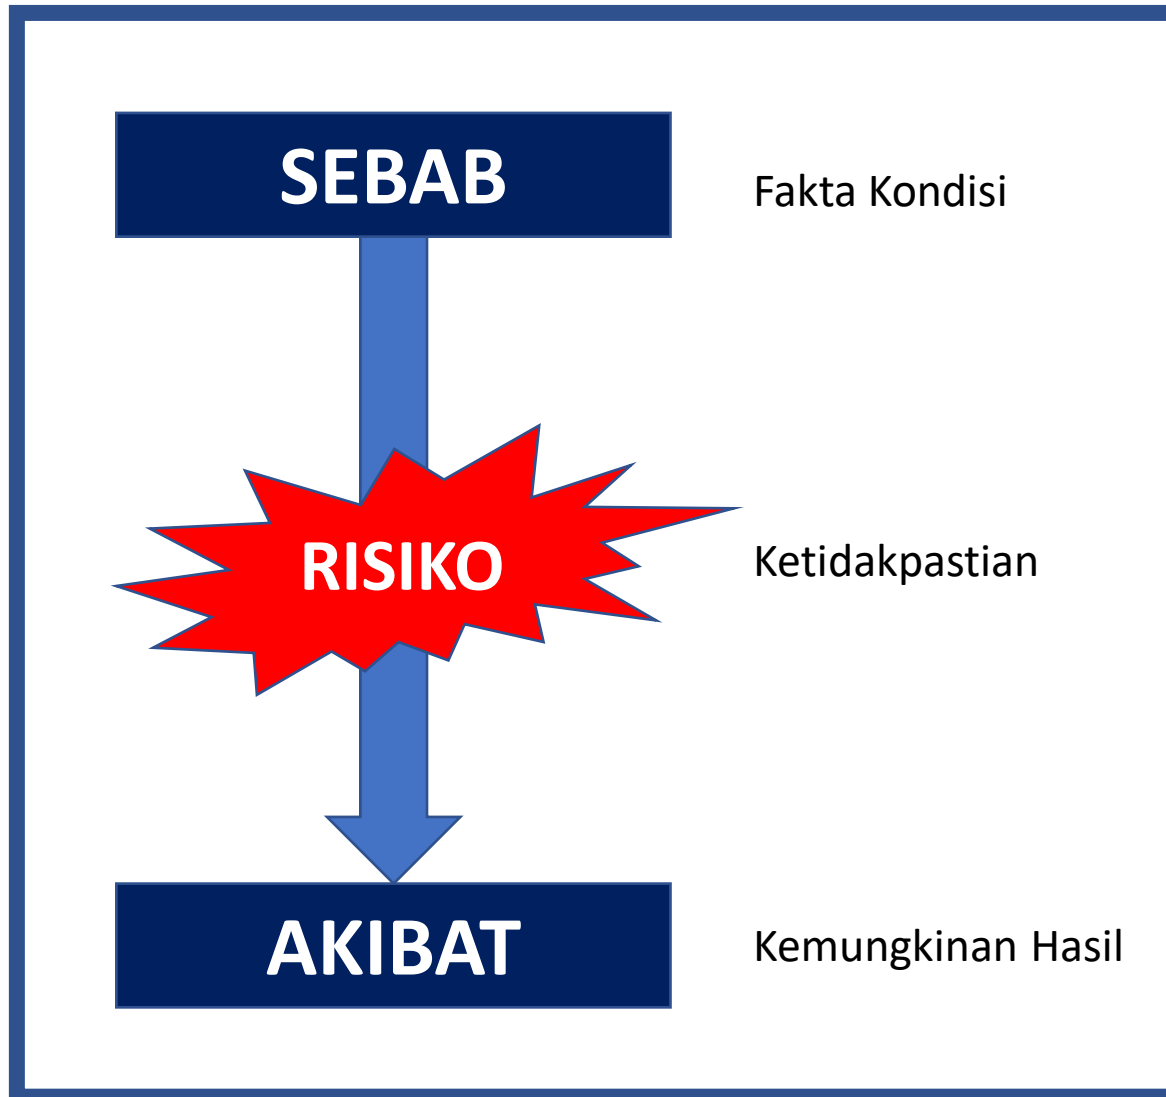 SEBAB
Fakta Kondisi
RISIKO
Ketidakpastian
AKIBAT
Kemungkinan Hasil